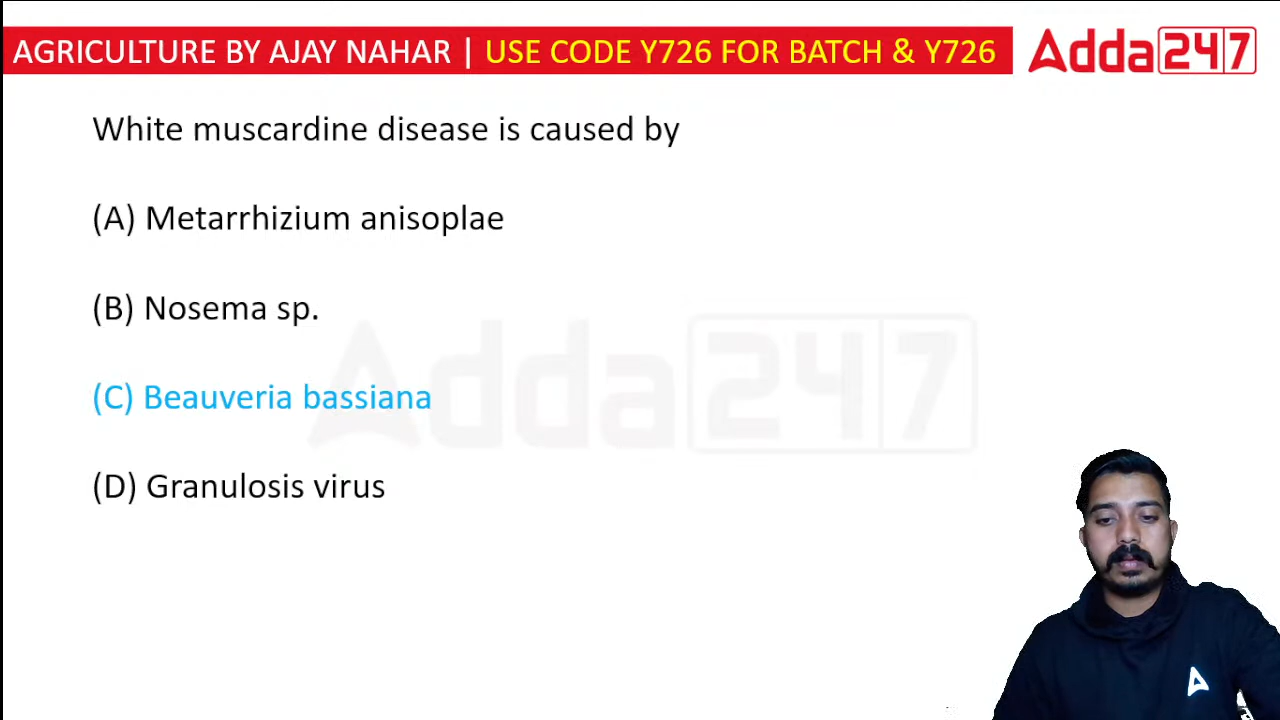 AGRICULTURE BY AJAY NAHAR | USE CODE Y726 FOR BATCH & Y726
Adda247
White muscardine disease is caused by
(A) Metarrhizium anisoplae
(B) Nosema sp.
(C) Beauveria bassiana
(D) Granulosis virus
Adda247